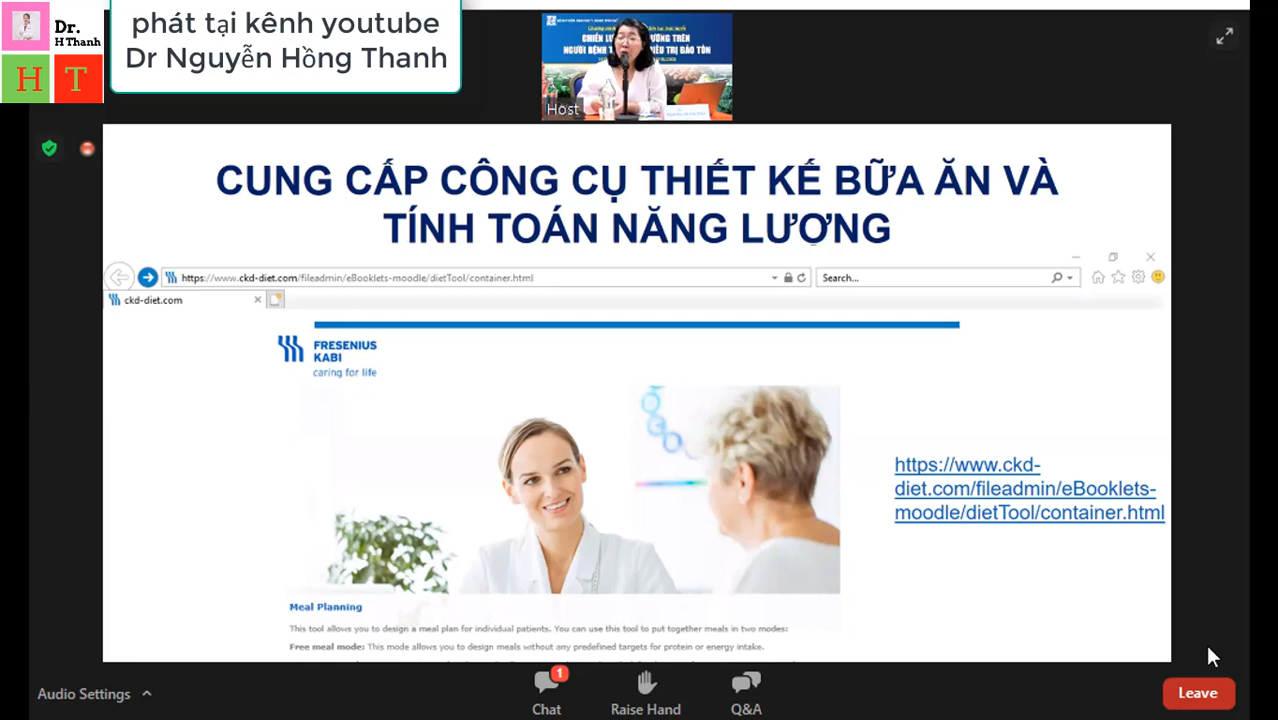 Dr.
H Thanh
H T
phát tại kênh youtube
Dr Nguyễn Hồng Thanh
NGƯỜI BỆNH
Host
CUNG CẤP CÔNG CỤ THIẾT KẾ BỮA ĂN VÀ
TÍNH TOÁN NĂNG LƯƠNG
https://www.ckd-diet.com/fileadmin/eBooklets-moodle/dietTool/container.html
Search...
ckd-diet.com
FRESENIUS
KABI
caring for life
https://www.ckd-
diet.com/fileadmin/eBooklets-
moodle/dietTool/container.html
Meal Planning
This tool allows you to design a meal plan for individual patients. You can use this tool to put together meals in two modes:
Free meal mode: This mode allows you to design meals without any predefined targets for protein or energy intake.
Audio Settings
1
Chat
Raise Hand
Q&A
Leave